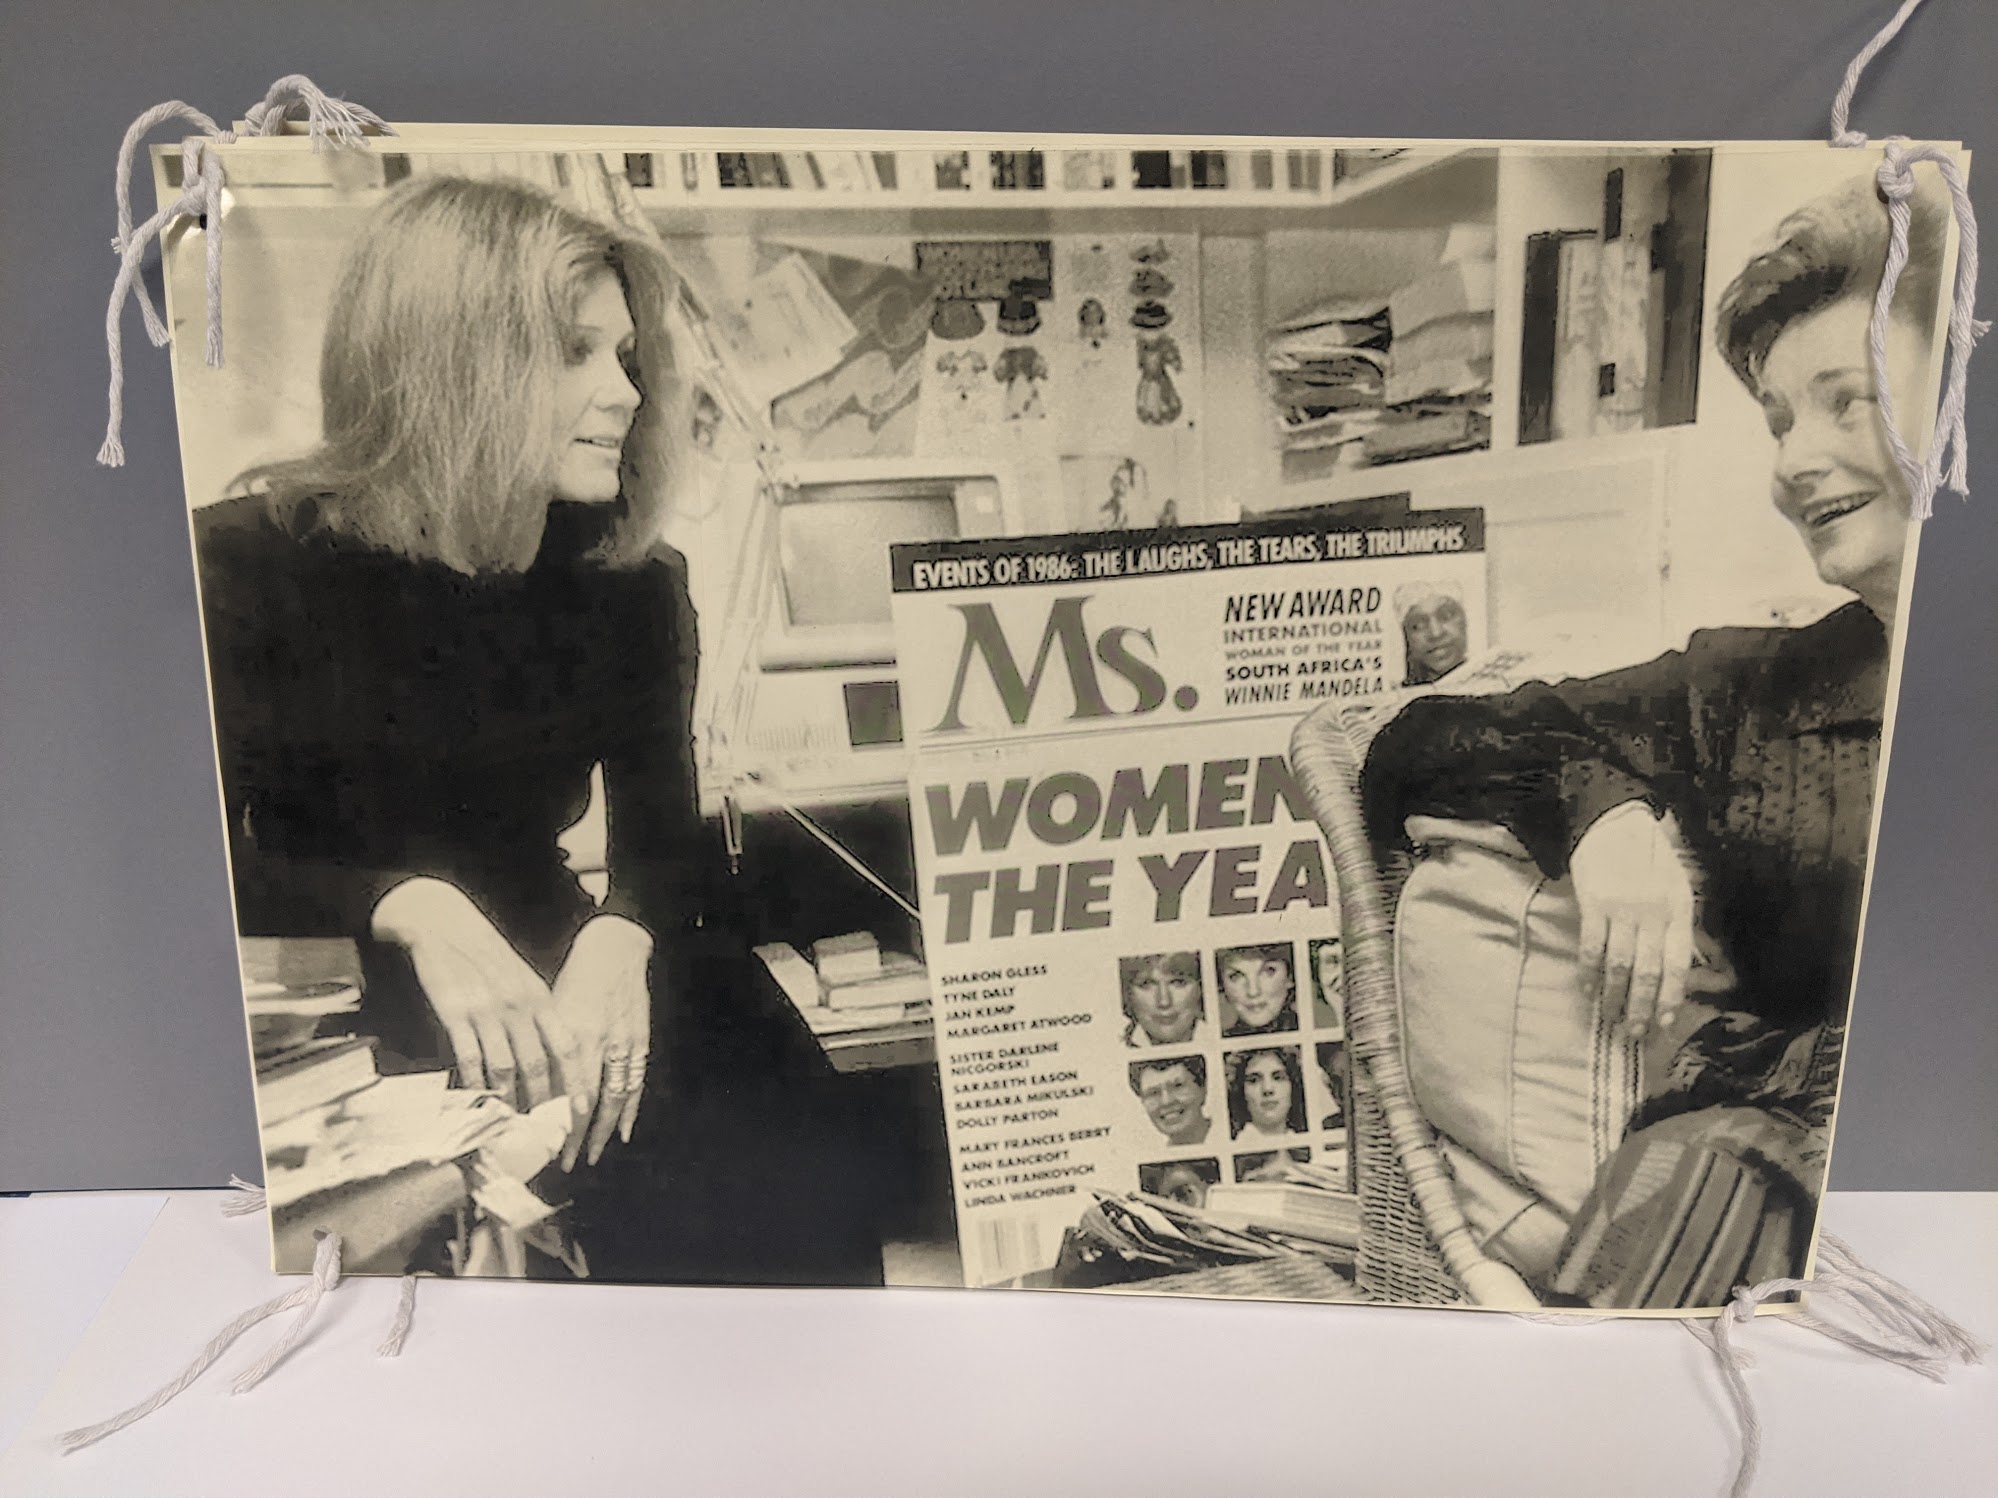 EVENTS OF 1986: THE LAUGHS, THE TEARS, THE TRIUMPHS
Ms.
NEW AWARD
INTERNATIONAL
WOMAN OF THE YEAR
SOUTH AFRICA'S
WINNIE MANDELA
WOMEN
THE YEA
SHARON GLESS
TYNE DALY
JAN KEMP
MARGARET ATWOOD
SISTER DARLENE
NICGORSKI
SARABETH EASON
BARBARA MIKULSKI
DOLLY PARTON
MARY FRANCES BERRY
ANN BANCROFT
VICKI FRANKOVICH
LINDA WACHNER